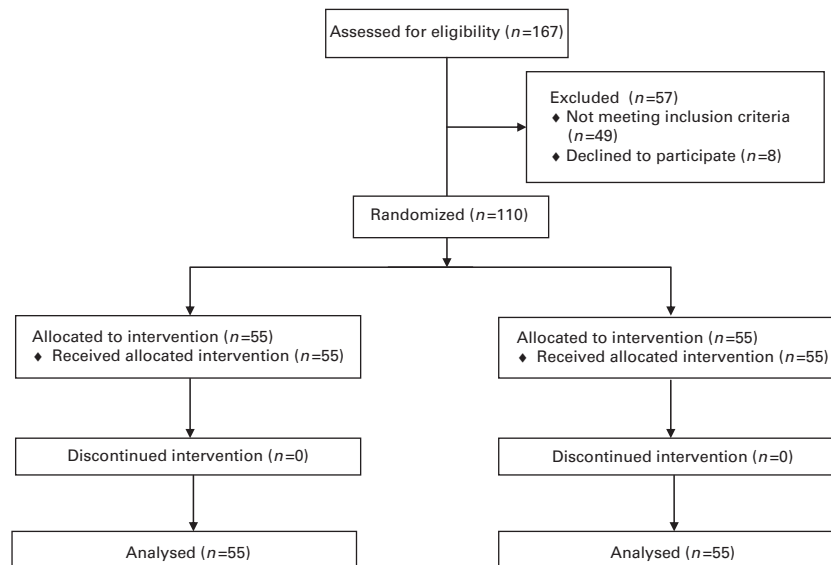 Assessed for eligibility (n=167)
Excluded (n=57)
♦ Not meeting inclusion criteria
(n=49)
♦ Declined to participate (n=8)
Randomized (n=110)
Allocated to intervention (n=55)
♦ Received allocated intervention (n=55)
Allocated to intervention (n=55)
♦ Received allocated intervention (n=55)
Discontinued intervention (n=0)
Discontinued intervention (n=0)
Analysed (n=55)
Analysed (n=55)